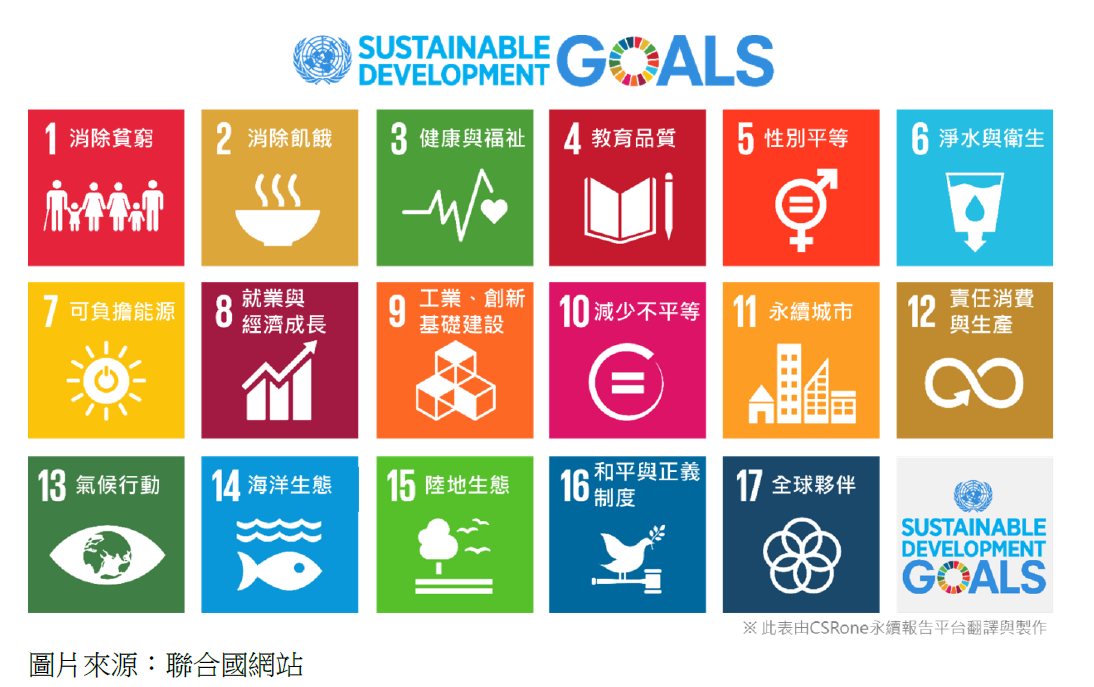 SUSTAINABLE
DEVELOPMENT
GOALS
1 消除貧窮
2 消除飢餓
3 健康與福祉
4 教育品質
5 性別平等
6 淨水與衛生
7 可負擔能源
8 就業與
經濟成長
9 工業、創新
基礎建設
10 減少不平等
11 永續城市
12 責任消費
與生產
13 氣候行動
14 海洋生態
15 陸地生態
16 和平與正義
制度
17 全球夥伴
SUSTAINABLE
DEVELOPMENT
GOALS
※ 此表由CSRone永續報告平台翻譯與製作
圖片來源：聯合國網站